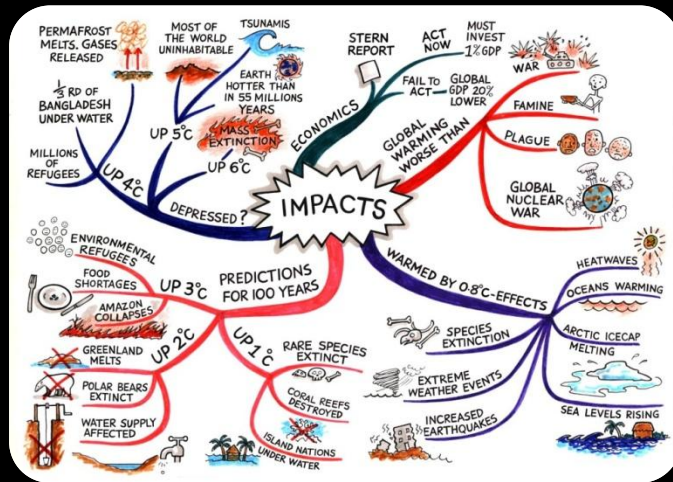 IMPACTS
ECONOMICS
STERN
REPORT
ACT
NOW
MUST
INVEST
1% GDP
FAIL TO
ACT
GLOBAL
GDP 20%
LOWER
GLOBAL
WARMING
WORSE THAN
WAR
FAMINE
PLAGUE
GLOBAL
NUCLEAR
WAR
WARMED BY 0.8°C-EFFECTS
HEATWAVES
OCEANS WARMING
ARCTIC ICECAP
MELTING
SEA LEVELS RISING
SPECIES
EXTINCTION
EXTREME
WEATHER EVENTS
INCREASED
EARTHQUAKES
PREDICTIONS
FOR 100 YEARS
UP 1°C
RARE SPECIES
EXTINCT
CORAL REEFS
DESTROYED
ISLAND NATIONS
UNDER WATER
UP 2°C
GREENLAND
MELTS
POLAR BEARS
EXTINCT
WATER SUPPLY
AFFECTED
UP 3°C
ENVIRONMENTAL
REFUGEES
FOOD
SHORTAGES
AMAZON
COLLAPSES
DEPRESSED?
UP 4°C
MILLIONS
OF
REFUGEES
⅓ RD OF
BANGLADESH
UNDER WATER
PERMAFROST
MELTS. GASES
RELEASED
UP 5°C
MOST OF
THE WORLD
UNINHABITABLE
TSUNAMIS
EARTH
HOTTER THAN
IN 55 MILLIONS
YEARS
UP 6°C
MASS
EXTINCTION